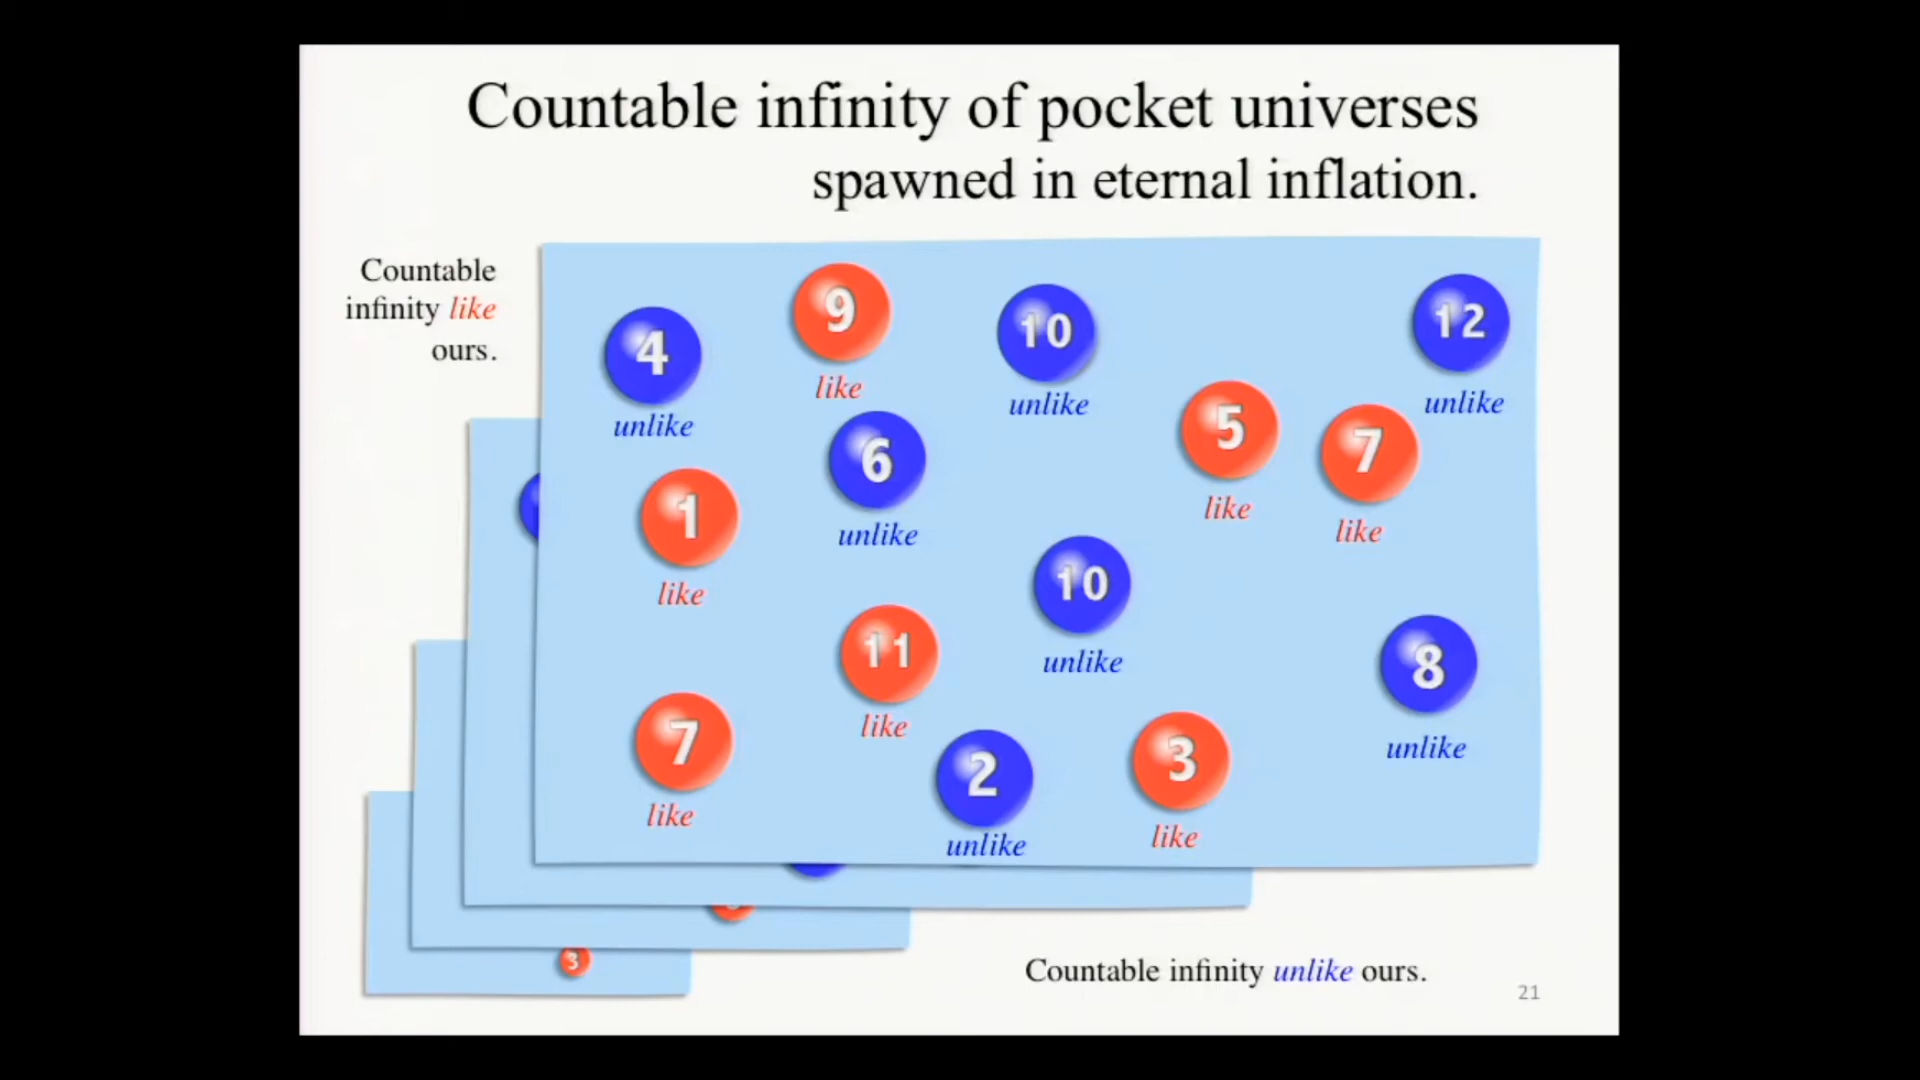 Countable infinity of pocket universes
spawned in eternal inflation.
Countable
infinity like
ours.
4
unlike
9
like
10
unlike
12
unlike
1
like
6
unlike
5
like
7
like
11
like
10
unlike
8
unlike
7
like
2
unlike
3
like
3
Countable infinity unlike ours.
21